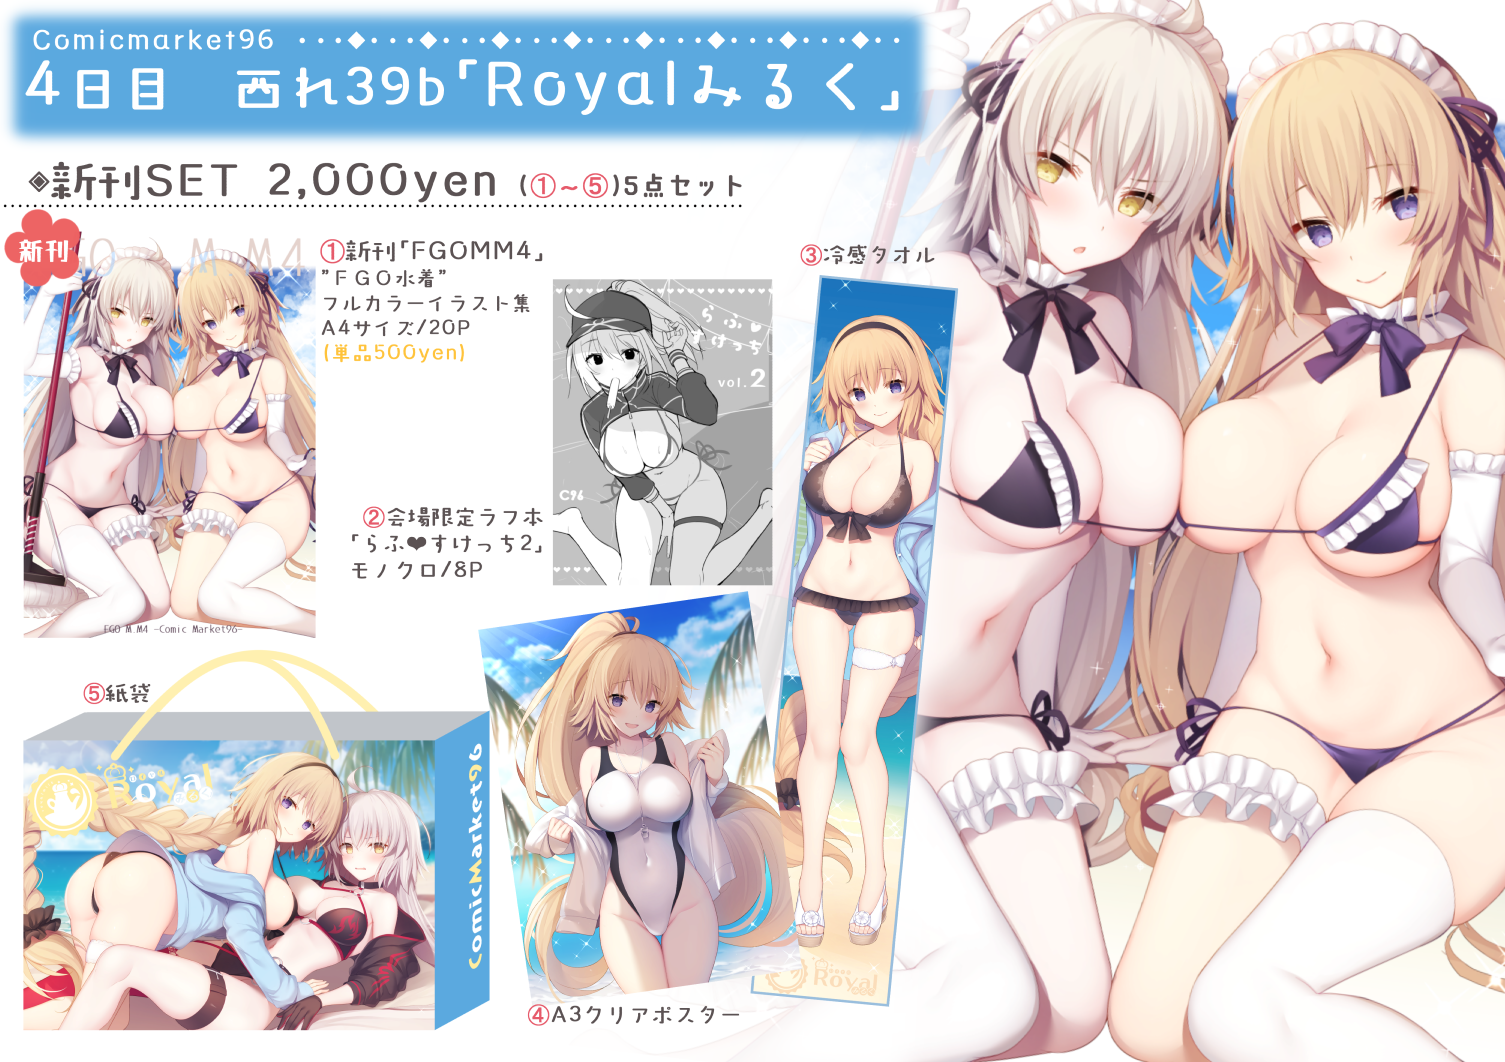 Comicmarket96
4日目　西れ39b「Royalみるく」
◈新刊SET 2,000yen (①~⑤)5点セット
新刊
FGO M.M4
①新刊「FGOMM4」
"FGO水着"
フルカラーイラスト集
A4サイズ/20P
(単品500yen)
FGO M.M4 -Comic Market96-
らふ♥
すけっち
vol.2
C96
②会場限定ラフ本
「らふ❤すけっち2」
モノクロ/8P
③冷感タオル
Royal
④A3クリアポスター
⑤紙袋
Royal
ComicMarket96